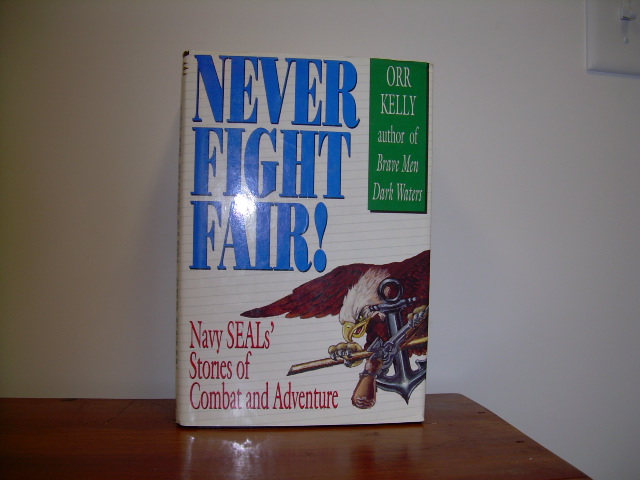 NEVER
FIGHT
FAIR!
ORR
KELLY
author of
Brave Men
Dark Waters
Navy SEALs'
Stories of
Combat and Adventure